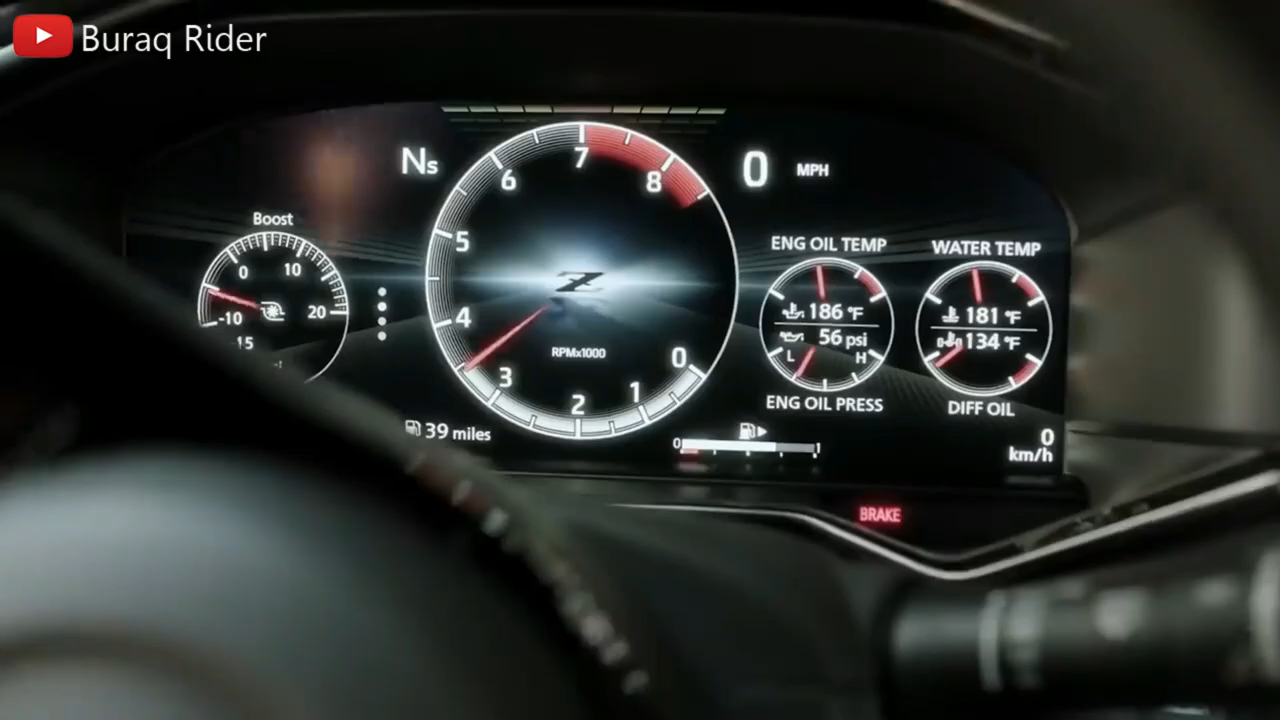 Buraq Rider
Ns
0 MPH
7
6
8
5
4
3
2
1
0
Z
RPMx1000
Boost
0
10
-10
20
15
ENG OIL TEMP
186 °F
56 psi
L
H
ENG OIL PRESS
WATER TEMP
181 °F
134 °F
DIFF OIL
39 miles
0
1
0
km/h
BRAKE